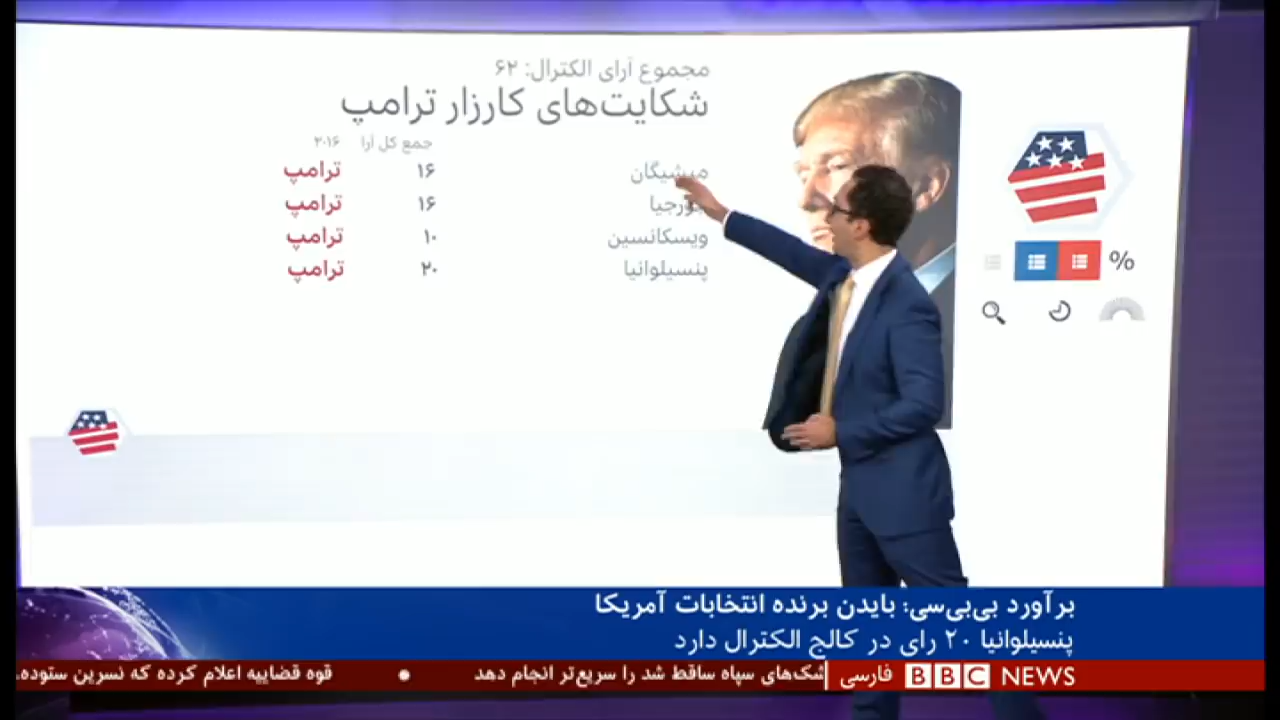 مجموع آرای الکترال: ۶۲
شکایت‌های کارزار ترامپ
جمع کل آرا ۲۰۱۶
میشیگان ۱۶ ترامپ
جورجیا ۱۶ ترامپ
ویسکانسین ۱۰ ترامپ
پنسیلوانیا ۲۰ ترامپ
%
برآورد بی‌بی‌سی: بایدن برنده انتخابات آمریکا
پنسیلوانیا ۲۰ رای در کالج الکترال دارد
BBC NEWS فارسی
شک‌های سپاه ساقط شد را سریع‌تر انجام دهد • قوه قضاییه اعلام کرده که نسرین ستوده،